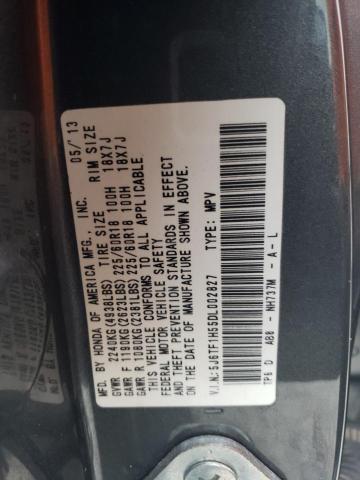 MFD. BY HONDA OF AMERICA MFG., INC. 05/'13
TIRE SIZE RIM SIZE
GVWR 2240KG(4938LBS)
GAWR F 1190KG(2623LBS) 225/60R18 100H 18X7J
GAWR R 1080KG(2381LBS) 225/60R18 100H 18X7J
THIS VEHICLE CONFORMS TO ALL APPLICABLE
FEDERAL MOTOR VEHICLE SAFETY
AND THEFT PREVENTION STANDARDS IN EFFECT
ON THE DATE OF MANUFACTURE SHOWN ABOVE.
V.I.N.:5J6TF1H55DL002827 TYPE: MPV
TP6 D A80 - NH737M - A - L